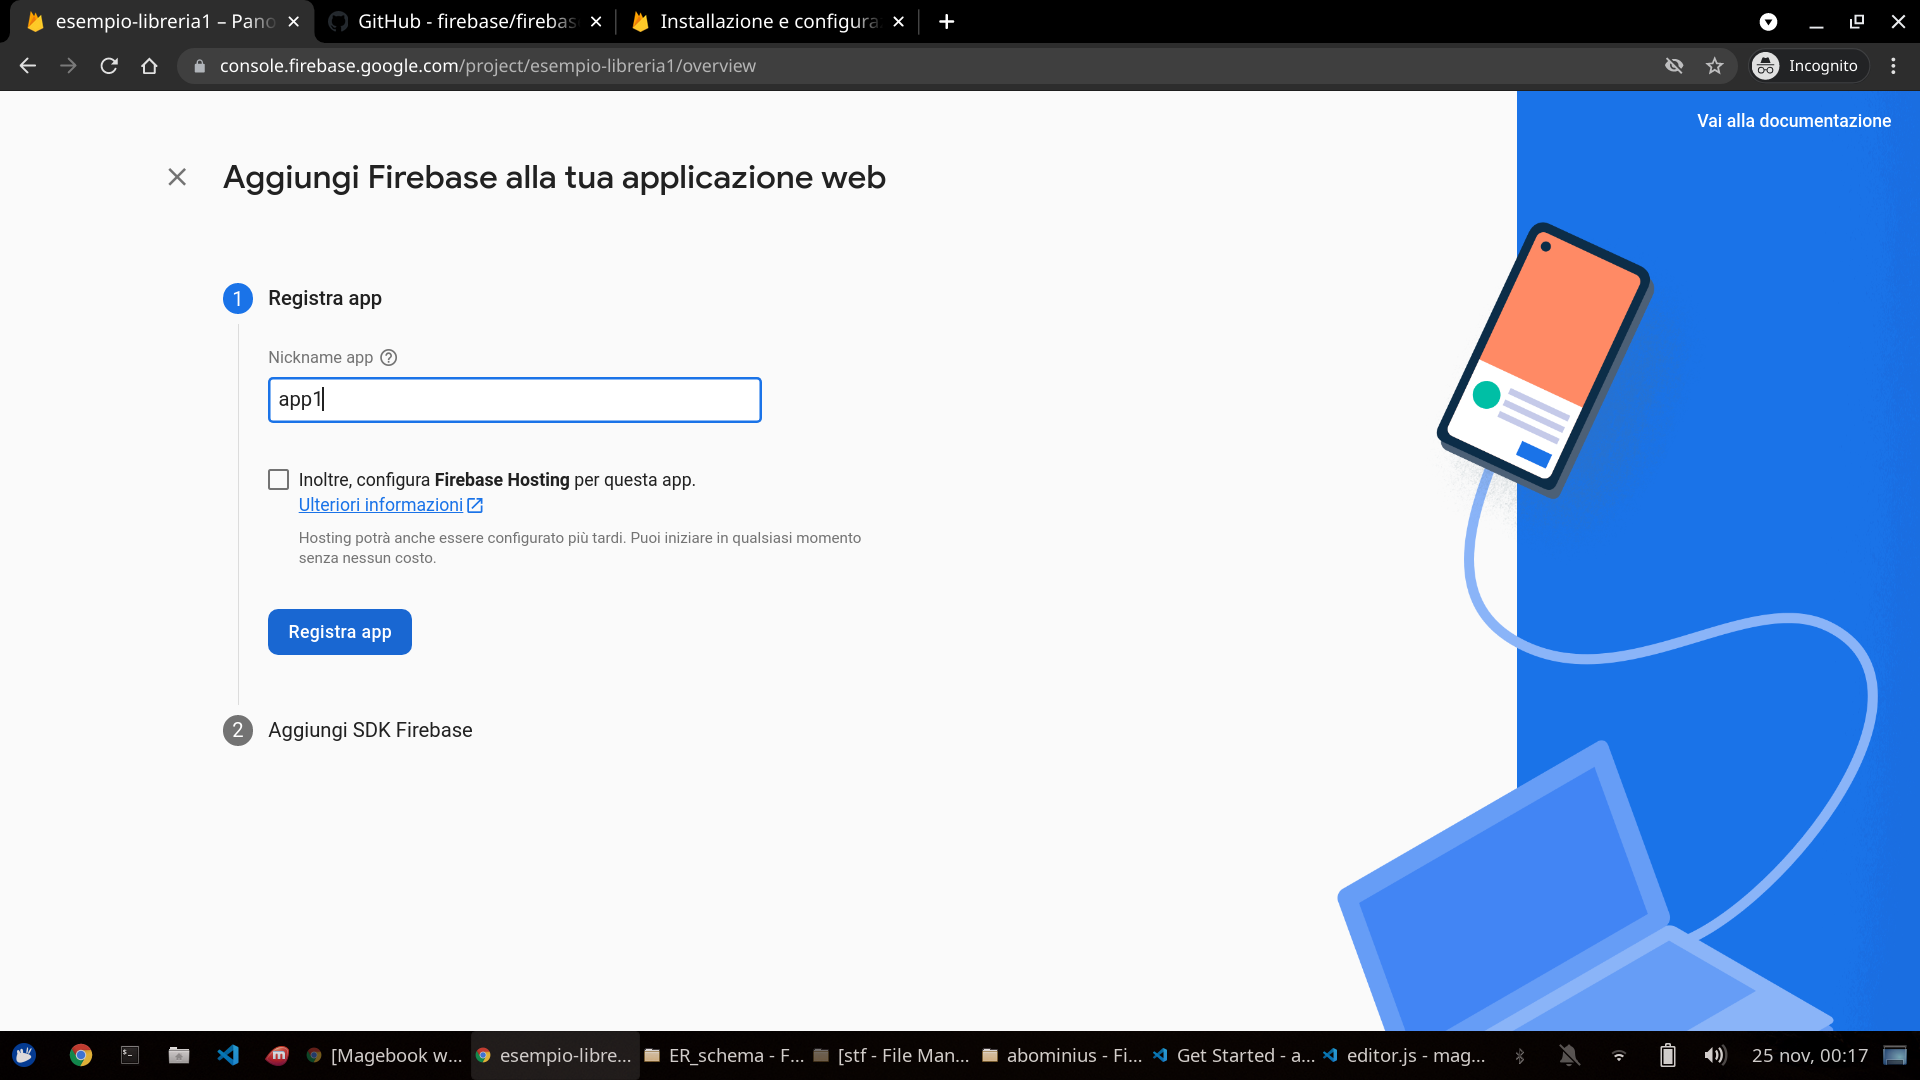 esempio-libreria1 – Pano
GitHub - firebase/firebas
Installazione e configura
console.firebase.google.com/project/esempio-libreria1/overview
Incognito
Vai alla documentazione
Aggiungi Firebase alla tua applicazione web
1 Registra app
Nickname app
app1
Inoltre, configura Firebase Hosting per questa app.
Ulteriori informazioni
Hosting potrà anche essere configurato più tardi. Puoi iniziare in qualsiasi momento
senza nessun costo.
Registra app
2 Aggiungi SDK Firebase
[Magebook w...
esempio-libre...
ER_schema - F...
[stf - File Man...
abominius - Fi...
Get Started - a...
editor.js - mag...
25 nov, 00:17